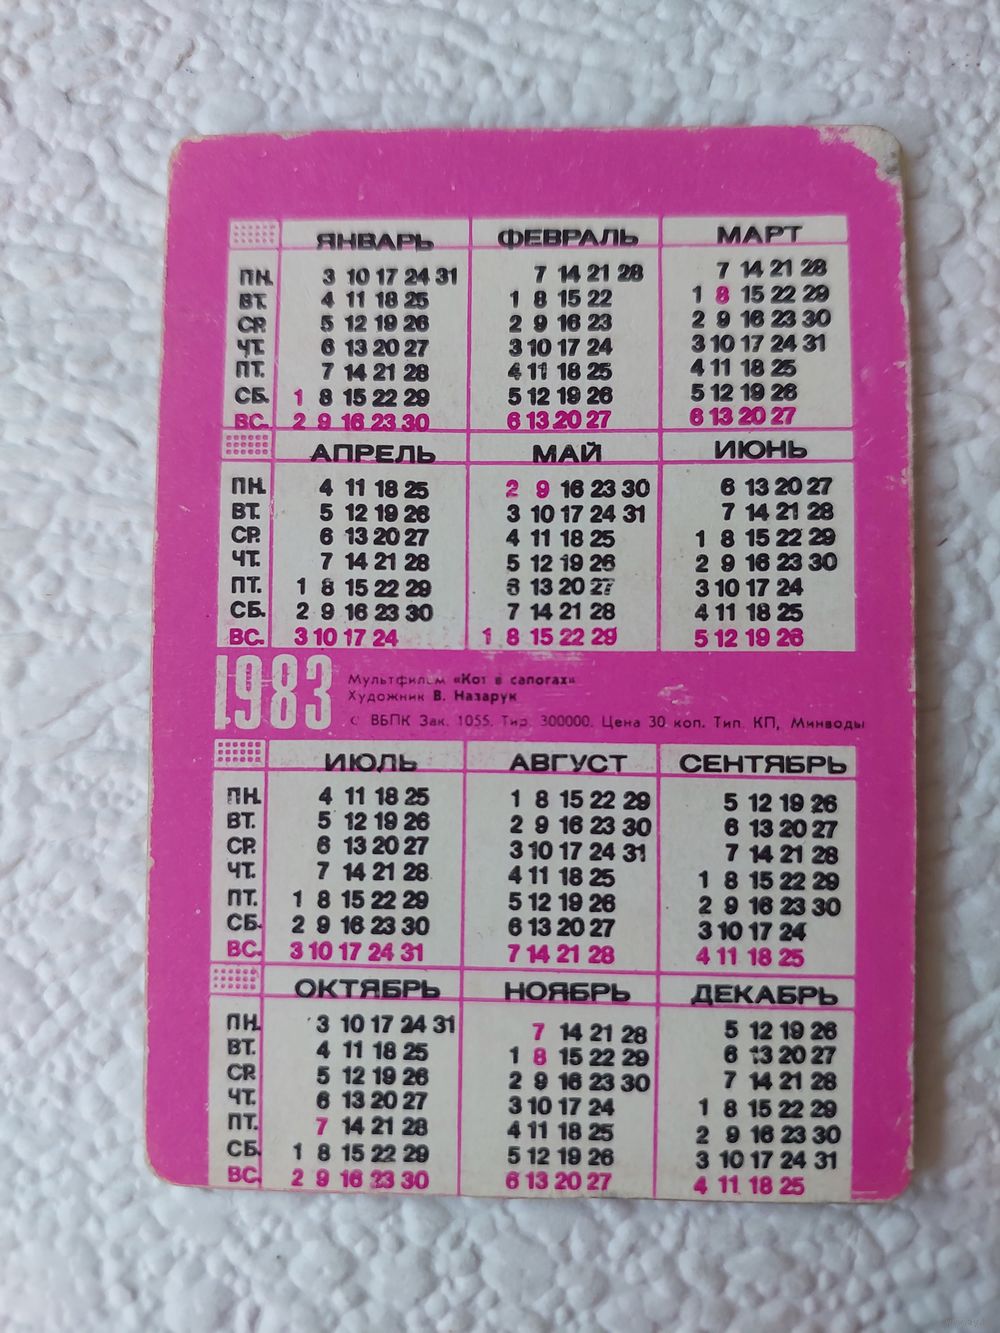 ЯНВАРЬ ФЕВРАЛЬ МАРТ
ПН. 3 10 17 24 31 7 14 21 28 7 14 21 28
ВТ. 4 11 18 25 1 8 15 22 1 8 15 22 29
СР. 5 12 19 26 2 9 16 23 2 9 16 23 30
ЧТ. 6 13 20 27 3 10 17 24 3 10 17 24 31
ПТ. 7 14 21 28 4 11 18 25 4 11 18 25
СБ. 1 8 15 22 29 5 12 19 26 5 12 19 26
ВС. 2 9 16 23 30 6 13 20 27 6 13 20 27
АПРЕЛЬ МАЙ ИЮНЬ
ПН. 4 11 18 25 2 9 16 23 30 6 13 20 27
ВТ. 5 12 19 26 3 10 17 24 31 7 14 21 28
СР. 6 13 20 27 4 11 18 25 1 8 15 22 29
ЧТ. 7 14 21 28 5 12 19 26 2 9 16 23 30
ПТ. 1 8 15 22 29 6 13 20 27 3 10 17 24
СБ. 2 9 16 23 30 7 14 21 28 4 11 18 25
ВС. 3 10 17 24 1 8 15 22 29 5 12 19 26
1983
Мультфильм «Кот в сапогах»
Художник В. Назарук
с ВБПК Зак. 1055. Тир. 300000. Цена 30 коп. Тип. КП, Минводы
ИЮЛЬ АВГУСТ СЕНТЯБРЬ
ПН. 4 11 18 25 1 8 15 22 29 5 12 19 26
ВТ. 5 12 19 26 2 9 16 23 30 6 13 20 27
СР. 6 13 20 27 3 10 17 24 31 7 14 21 28
ЧТ. 7 14 21 28 4 11 18 25 1 8 15 22 29
ПТ. 1 8 15 22 29 5 12 19 26 2 9 16 23 30
СБ. 2 9 16 23 30 6 13 20 27 3 10 17 24
ВС. 3 10 17 24 31 7 14 21 28 4 11 18 25
ОКТЯБРЬ НОЯБРЬ ДЕКАБРЬ
ПН. 3 10 17 24 31 7 14 21 28 5 12 19 26
ВТ. 4 11 18 25 1 8 15 22 29 6 13 20 27
СР. 5 12 19 26 2 9 16 23 30 7 14 21 28
ЧТ. 6 13 20 27 3 10 17 24 1 8 15 22 29
ПТ. 7 14 21 28 4 11 18 25 2 9 16 23 30
СБ. 1 8 15 22 29 5 12 19 26 3 10 17 24 31
ВС. 2 9 16 23 30 6 13 20 27 4 11 18 25